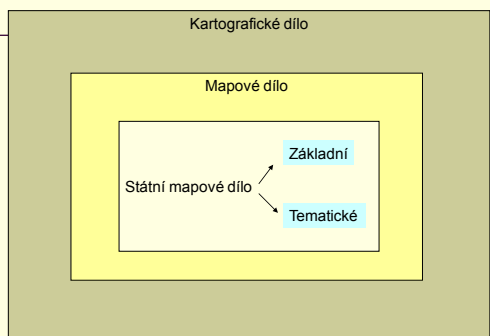 Kartografické dílo
Mapové dílo
Základní
Státní mapové dílo
Tematické